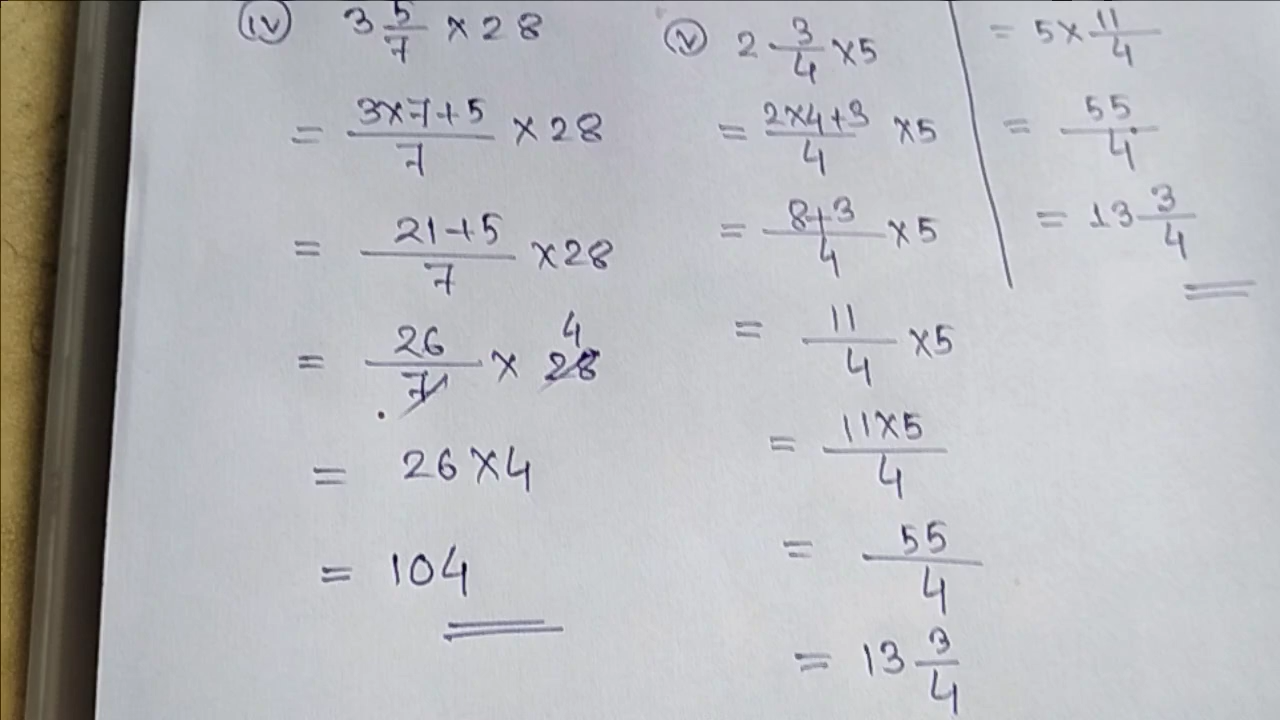 (iv) 3 5/7 × 28
= (3×7+5)/7 × 28
= (21+5)/7 × 28
= 26/7 × 28 4
= 26 × 4
= 104
(v) 2 3/4 × 5
= (2×4+3)/4 × 5
= (8+3)/4 × 5
= 11/4 × 5
= (11×5)/4
= 55/4
= 13 3/4
= 5 × 11/4
= 55/4
= 13 3/4